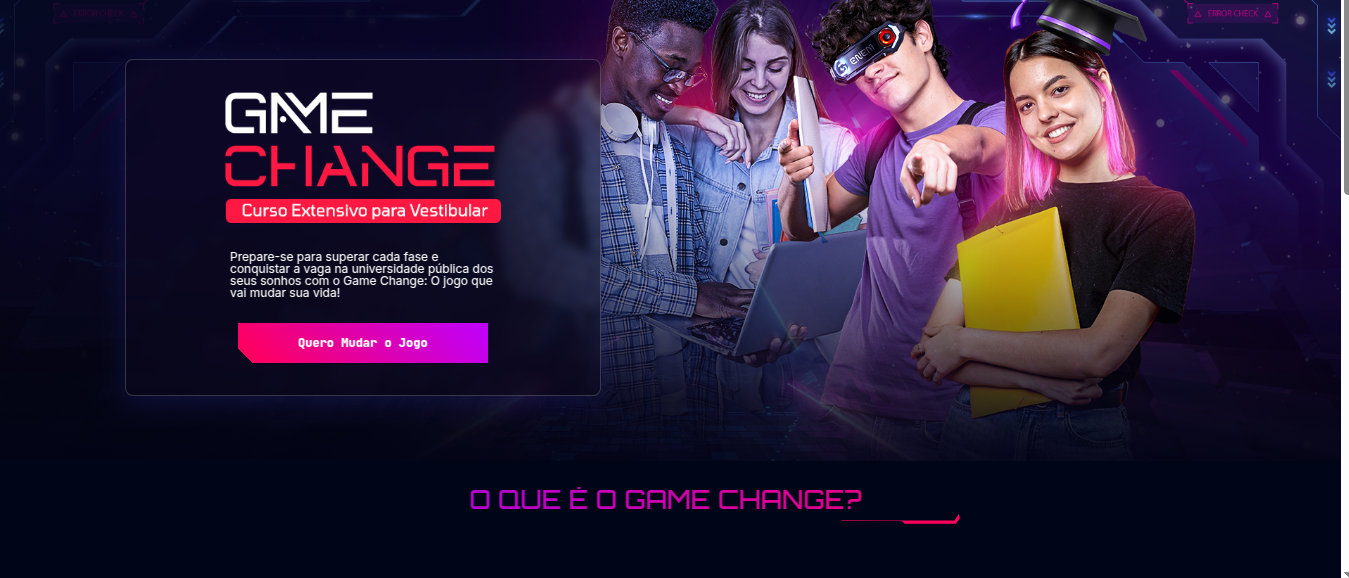 ERROR CHECK
GAME
CHANGE
Curso Extensivo para Vestibular
Prepare-se para superar cada fase e
conquistar a vaga na universidade pública dos
seus sonhos com o Game Change: O jogo que
vai mudar sua vida!
Quero Mudar o Jogo
ENEM
O QUE É O GAME CHANGE?